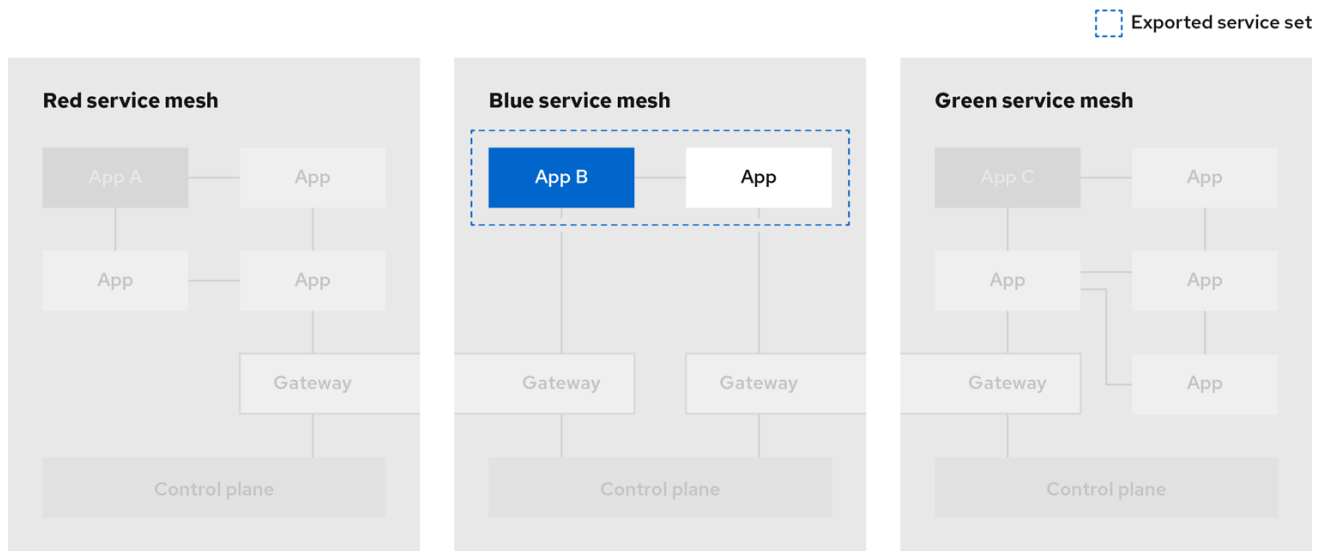 Exported service set
Red service mesh
App A
App
App
App
Gateway
Control plane
Blue service mesh
App B
App
Gateway
Gateway
Control plane
Green service mesh
App C
App
App
App
Gateway
App
Control plane